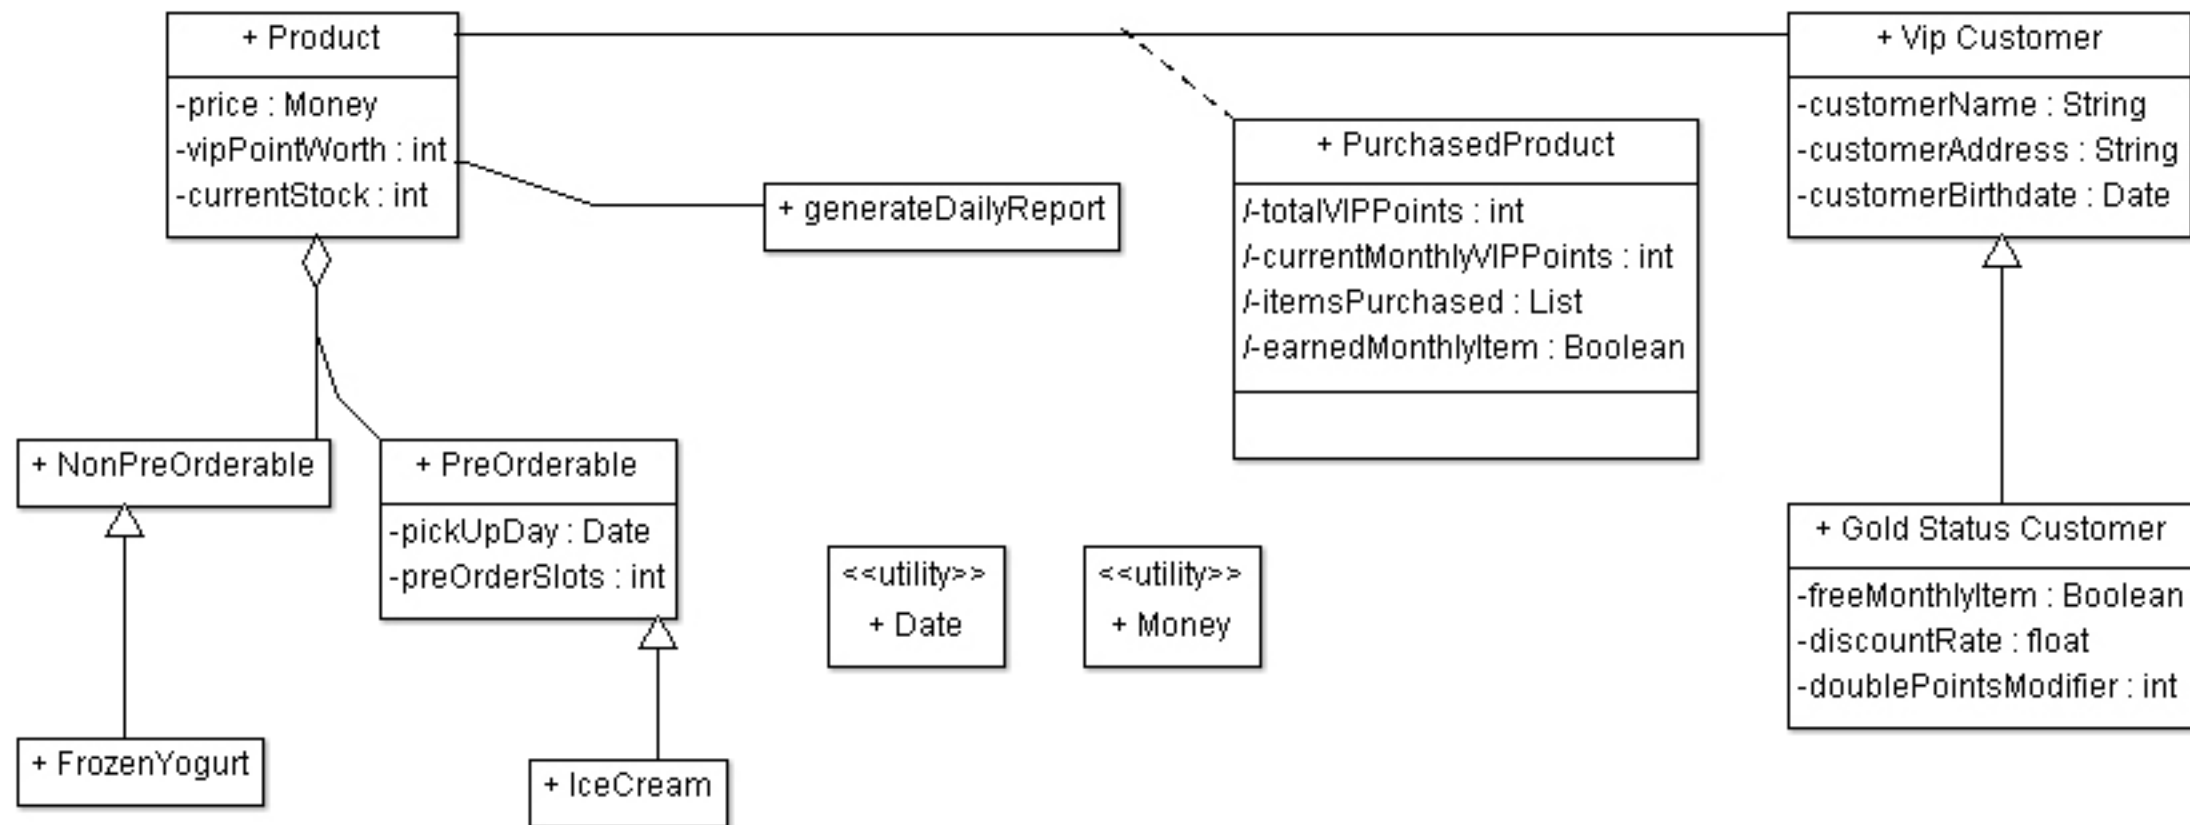 + Product
-price : Money
-vipPointWorth : int
-currentStock : int
+ generateDailyReport
+ PurchasedProduct
/-totalVIPPoints : int
/-currentMonthlyVIPPoints : int
/-itemsPurchased : List
/-earnedMonthlyItem : Boolean
+ Vip Customer
-customerName : String
-customerAddress : String
-customerBirthdate : Date
+ NonPreOrderable
+ PreOrderable
-pickUpDay : Date
-preOrderSlots : int
<<utility>>
+ Date
<<utility>>
+ Money
+ Gold Status Customer
-freeMonthlyItem : Boolean
-discountRate : float
-doublePointsModifier : int
+ FrozenYogurt
+ IceCream